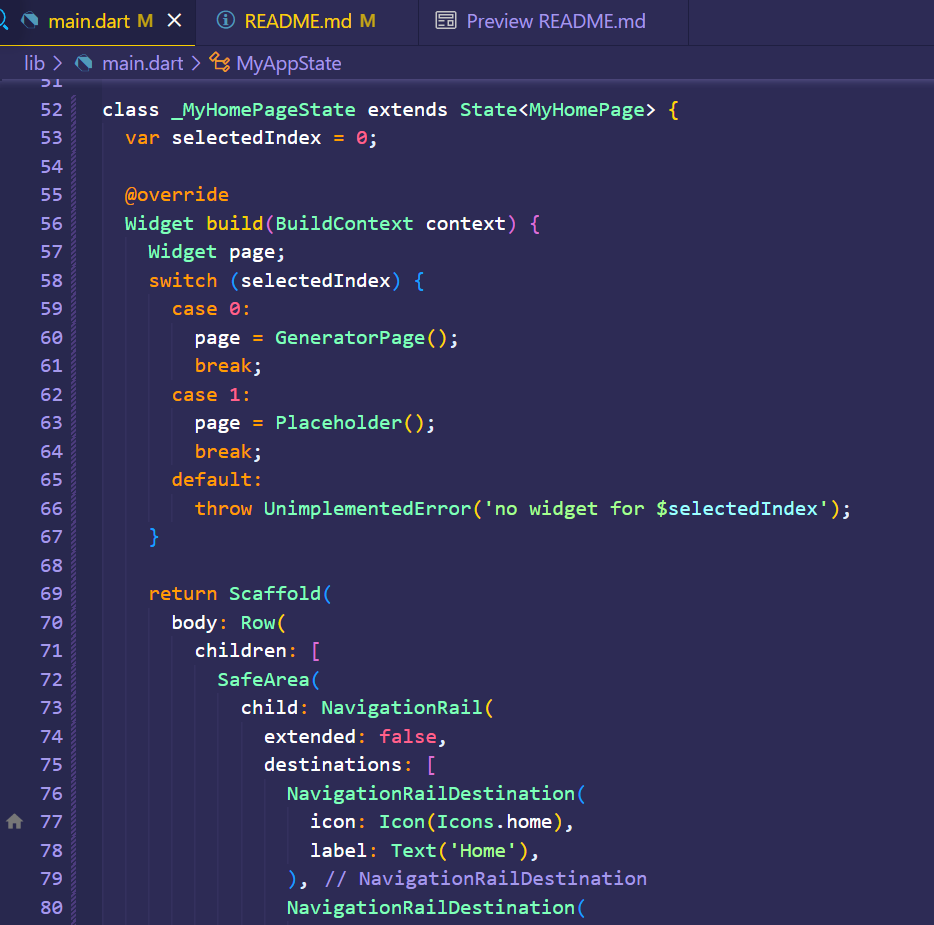 main.dart M README.md M Preview README.md
lib > main.dart > MyAppState
51
52 class _MyHomePageState extends State<MyHomePage> {
53   var selectedIndex = 0;
54
55   @override
56   Widget build(BuildContext context) {
57     Widget page;
58     switch (selectedIndex) {
59       case 0:
60         page = GeneratorPage();
61         break;
62       case 1:
63         page = Placeholder();
64         break;
65       default:
66         throw UnimplementedError('no widget for $selectedIndex');
67     }
68
69     return Scaffold(
70       body: Row(
71         children: [
72           SafeArea(
73             child: NavigationRail(
74               extended: false,
75               destinations: [
76                 NavigationRailDestination(
77                   icon: Icon(Icons.home),
78                   label: Text('Home'),
79                 ), // NavigationRailDestination
80                 NavigationRailDestination(